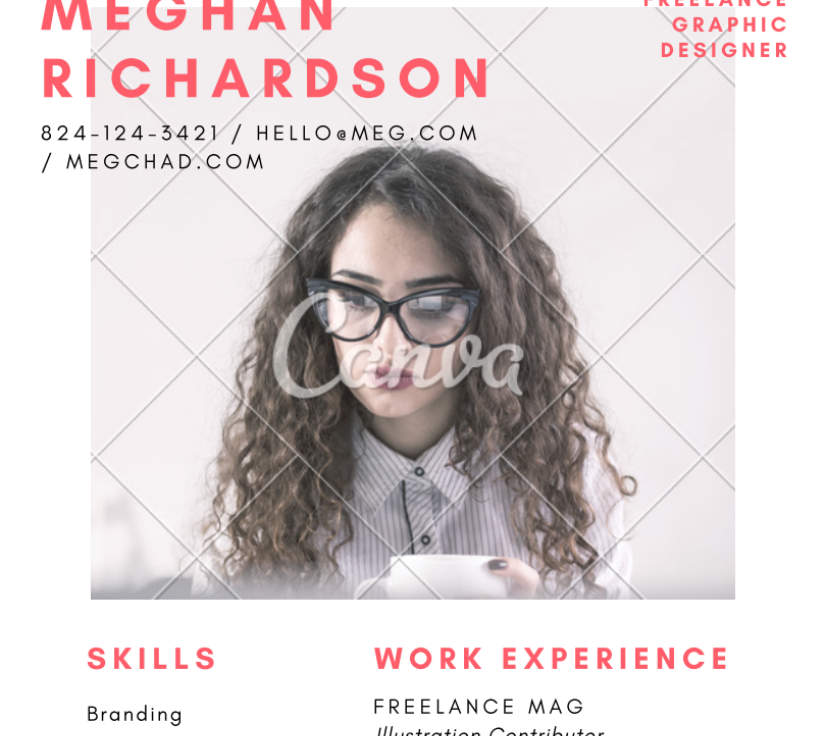 MEGHAN
RICHARDSON
FREELANCE
GRAPHIC
DESIGNER
824-124-3421 / HELLO@MEG.COM
/ MEGCHAD.COM
Canva
SKILLS
WORK EXPERIENCE
Branding
FREELANCE MAG
Illustration Contributor